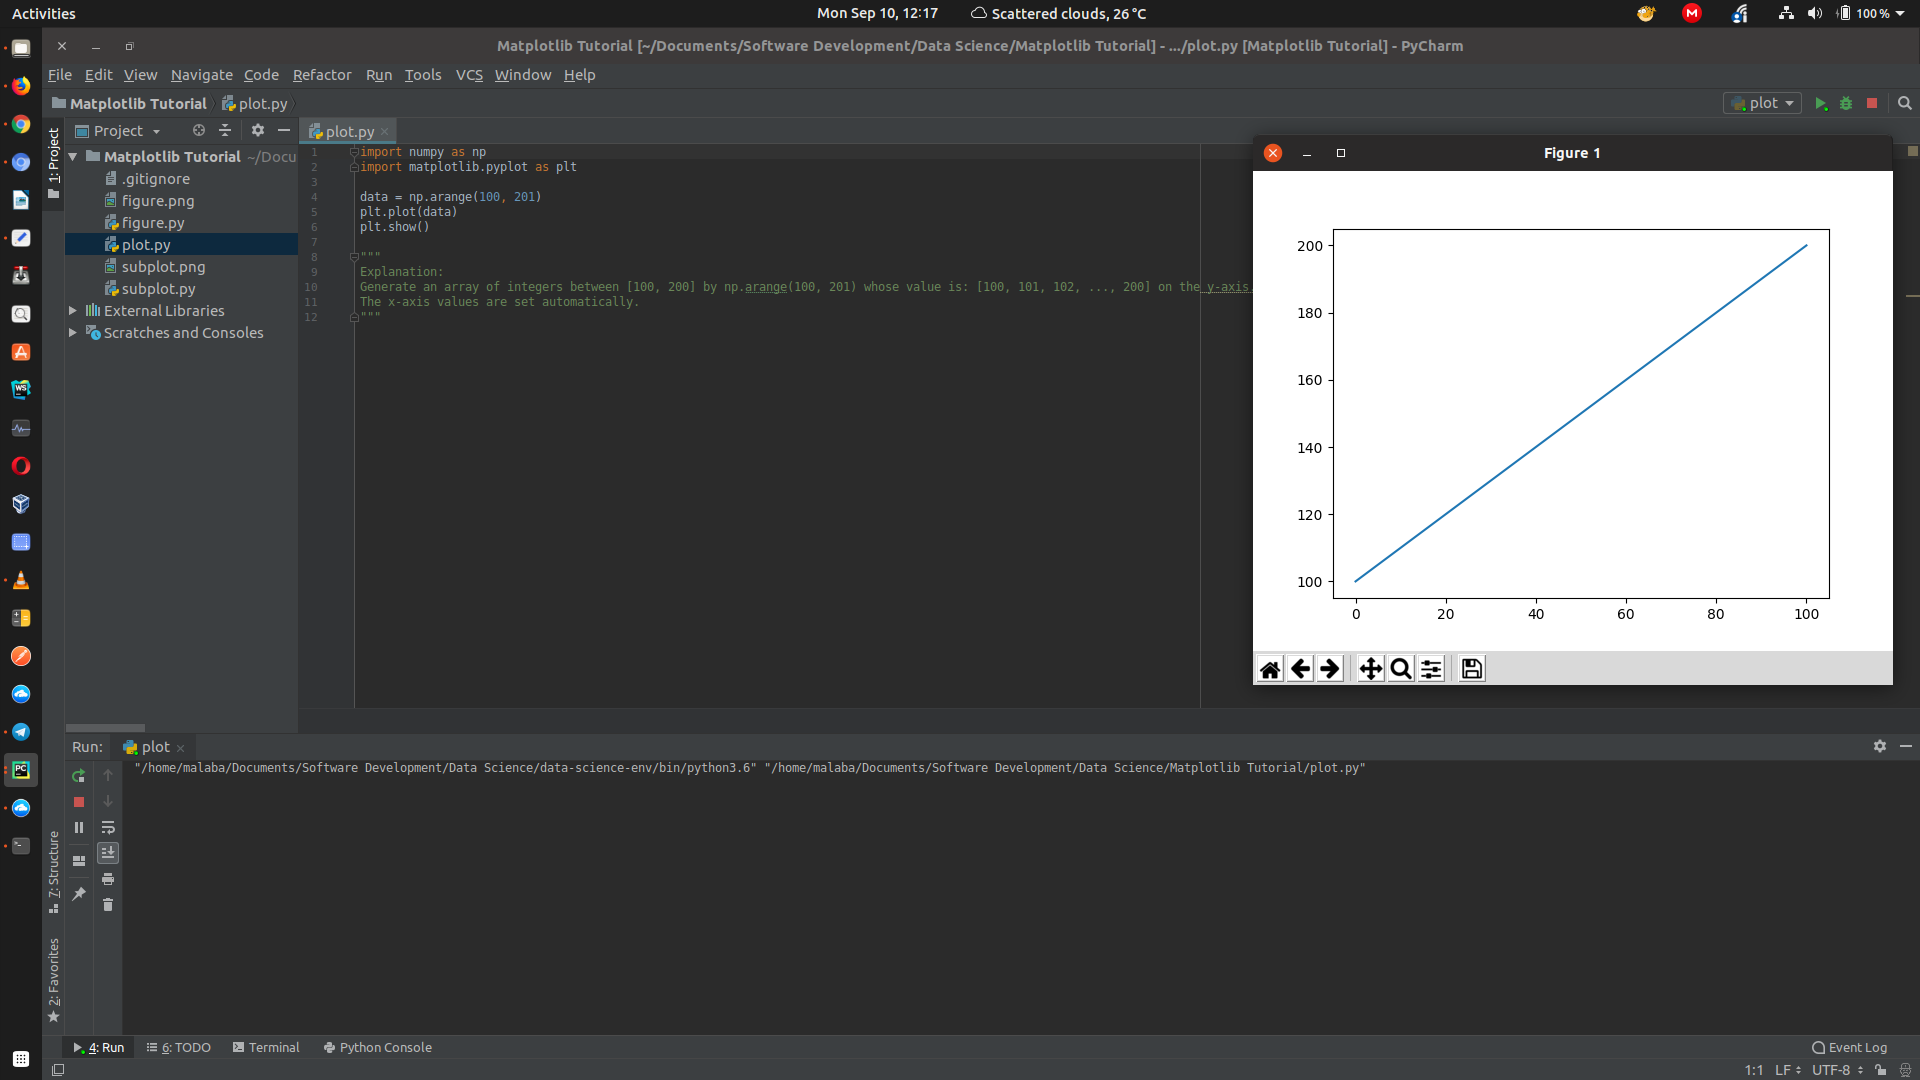 Activities
Mon Sep 10, 12:17
Scattered clouds, 26 °C
100 %
Matplotlib Tutorial [~/Documents/Software Development/Data Science/Matplotlib Tutorial] - .../plot.py [Matplotlib Tutorial] - PyCharm
File Edit View Navigate Code Refactor Run Tools VCS Window Help
Matplotlib Tutorial plot.py
plot
1: Project
Project
plot.py
Matplotlib Tutorial ~/Docu
.gitignore
figure.png
figure.py
plot.py
subplot.png
subplot.py
External Libraries
Scratches and Consoles
1 import numpy as np
2 import matplotlib.pyplot as plt
3
4 data = np.arange(100, 201)
5 plt.plot(data)
6 plt.show()
7
8 """
9 Explanation:
10 Generate an array of integers between [100, 200] by np.arange(100, 201) whose value is: [100, 101, 102, ..., 200] on the y-axis.
11 The x-axis values are set automatically.
12 """
Figure 1
200
180
160
140
120
100
0 20 40 60 80 100
Run: plot
"/home/malaba/Documents/Software Development/Data Science/data-science-env/bin/python3.6" "/home/malaba/Documents/Software Development/Data Science/Matplotlib Tutorial/plot.py"
7: Structure
2: Favorites
4: Run 6: TODO Terminal Python Console
Event Log
1:1 LF UTF-8
M
A
WS
PC